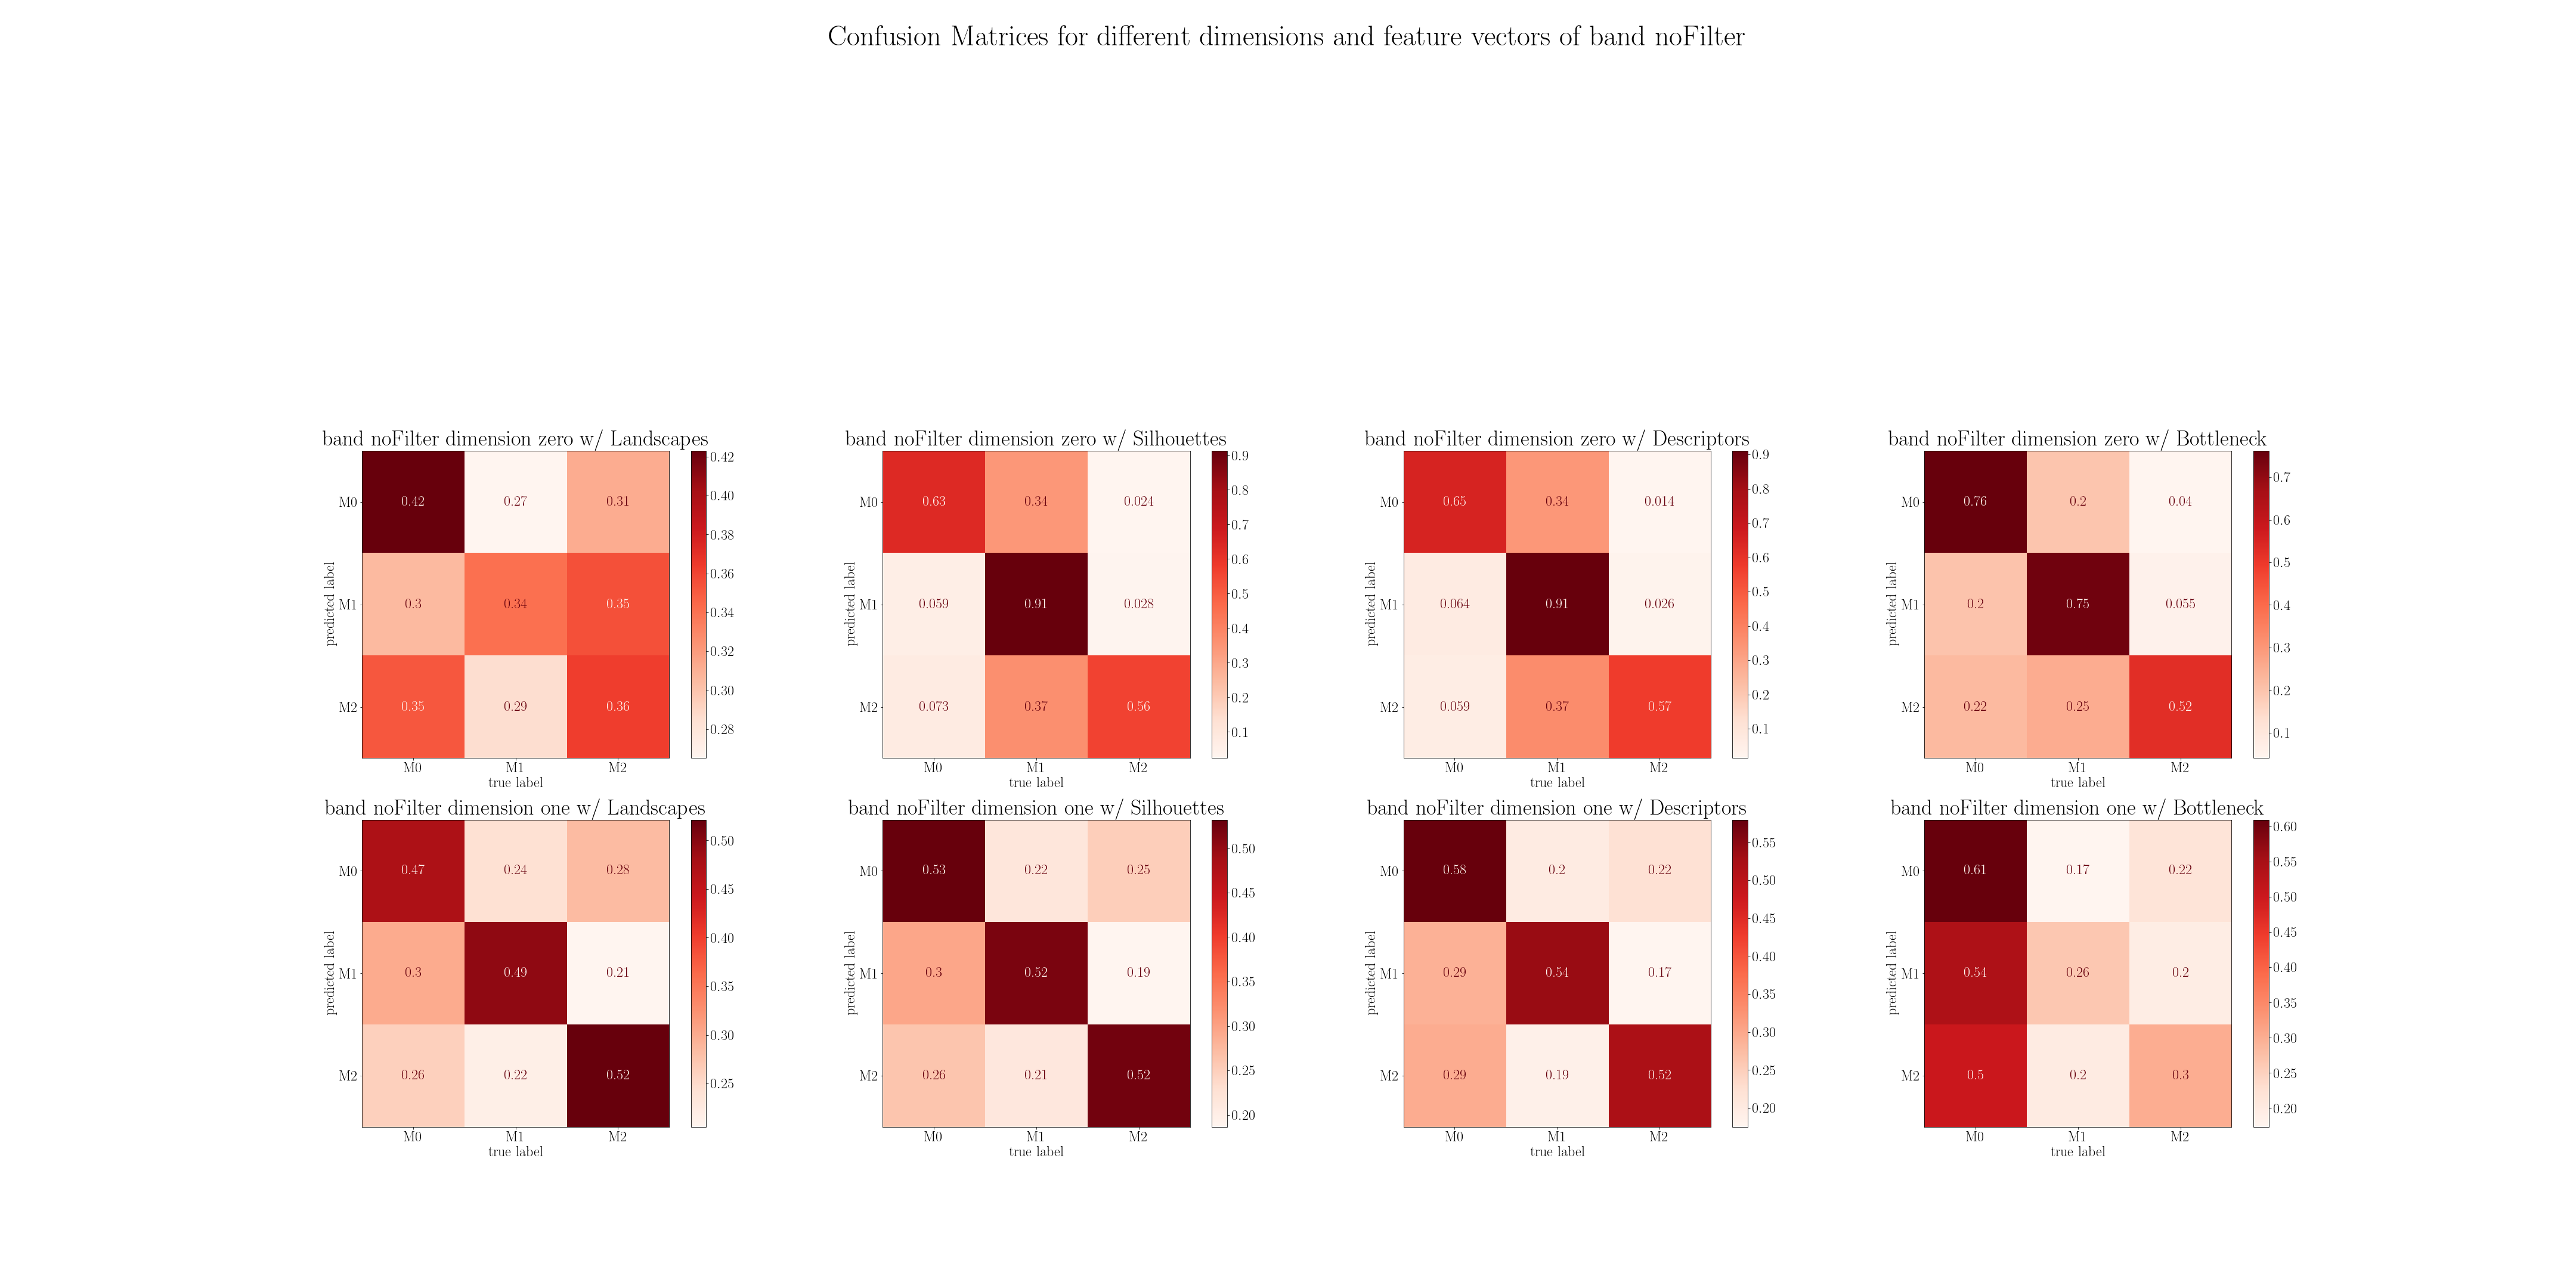 Confusion Matrices for different dimensions and feature vectors of band noFilter
band noFilter dimension zero w/ Landscapes
predicted label
M0 0.42 0.27 0.31
M1 0.3 0.34 0.35
M2 0.35 0.29 0.36
M0 M1 M2
true label
0.42
0.40
0.38
0.36
0.34
0.32
0.30
0.28
band noFilter dimension zero w/ Silhouettes
predicted label
M0 0.63 0.34 0.024
M1 0.059 0.91 0.028
M2 0.073 0.37 0.56
M0 M1 M2
true label
0.9
0.8
0.7
0.6
0.5
0.4
0.3
0.2
0.1
band noFilter dimension zero w/ Descriptors
predicted label
M0 0.65 0.34 0.014
M1 0.064 0.91 0.026
M2 0.059 0.37 0.57
M0 M1 M2
true label
0.9
0.8
0.7
0.6
0.5
0.4
0.3
0.2
0.1
band noFilter dimension zero w/ Bottleneck
predicted label
M0 0.76 0.2 0.04
M1 0.2 0.75 0.055
M2 0.22 0.25 0.52
M0 M1 M2
true label
0.7
0.6
0.5
0.4
0.3
0.2
0.1
band noFilter dimension one w/ Landscapes
predicted label
M0 0.47 0.24 0.28
M1 0.3 0.49 0.21
M2 0.26 0.22 0.52
M0 M1 M2
true label
0.50
0.45
0.40
0.35
0.30
0.25
band noFilter dimension one w/ Silhouettes
predicted label
M0 0.53 0.22 0.25
M1 0.3 0.52 0.19
M2 0.26 0.21 0.52
M0 M1 M2
true label
0.50
0.45
0.40
0.35
0.30
0.25
0.20
band noFilter dimension one w/ Descriptors
predicted label
M0 0.58 0.2 0.22
M1 0.29 0.54 0.17
M2 0.29 0.19 0.52
M0 M1 M2
true label
0.55
0.50
0.45
0.40
0.35
0.30
0.25
0.20
band noFilter dimension one w/ Bottleneck
predicted label
M0 0.61 0.17 0.22
M1 0.54 0.26 0.2
M2 0.5 0.2 0.3
M0 M1 M2
true label
0.60
0.55
0.50
0.45
0.40
0.35
0.30
0.25
0.20